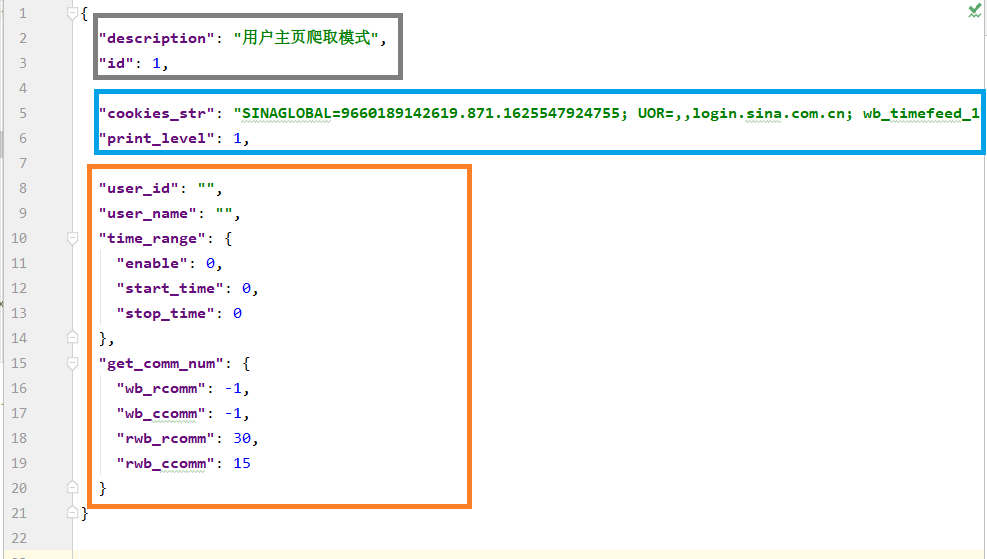 1 {
2 "description": "用户主页爬取模式",
3 "id": 1,
4
5 "cookies_str": "SINAGLOBAL=9660189142619.871.1625547924755; UOR=,,login.sina.com.cn; wb_timefeed_1
6 "print_level": 1,
7
8 "user_id": "",
9 "user_name": "",
10 "time_range": {
11 "enable": 0,
12 "start_time": 0,
13 "stop_time": 0
14 },
15 "get_comm_num": {
16 "wb_rcomm": -1,
17 "wb_ccomm": -1,
18 "rwb_rcomm": 30,
19 "rwb_ccomm": 15
20 }
21 }
22